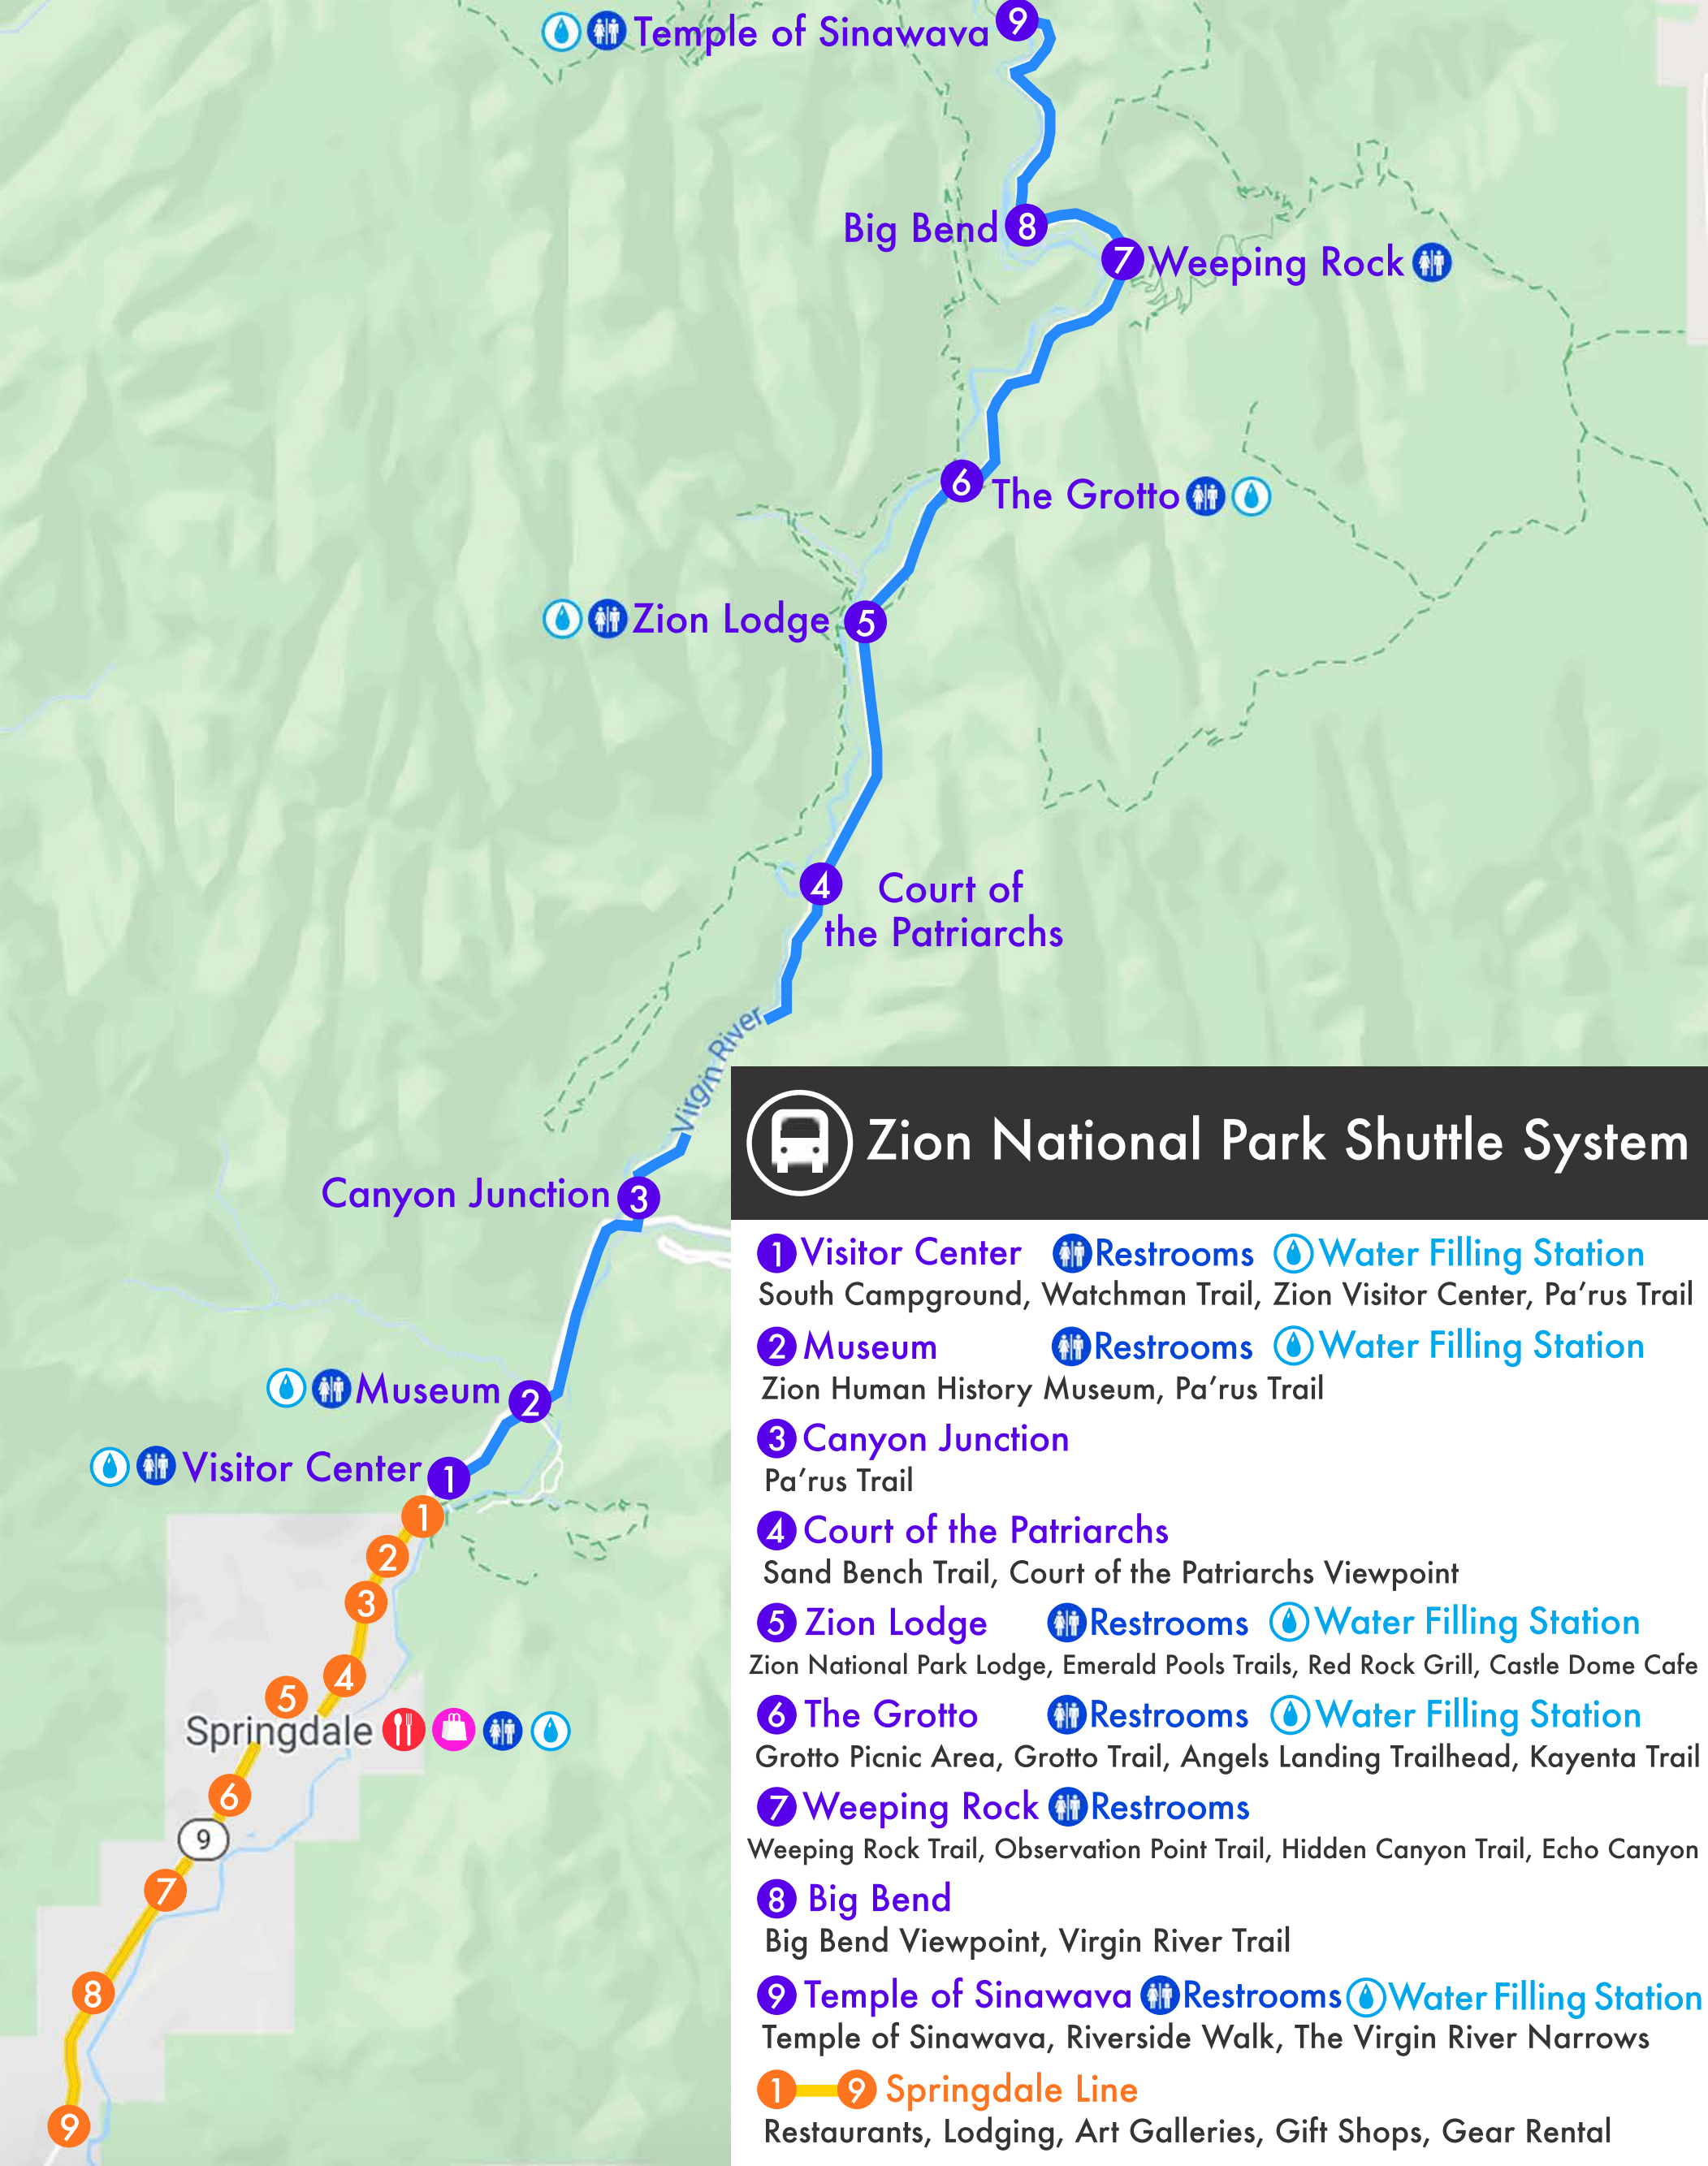 Temple of Sinawava 9
Big Bend 8
7 Weeping Rock
6 The Grotto
Zion Lodge 5
4 Court of
the Patriarchs
Virgin River
Canyon Junction 3
Museum 2
Visitor Center 1
1
2
3
4
5
Springdale
6
9
7
8
9
Zion National Park Shuttle System
1 Visitor Center Restrooms Water Filling Station
South Campground, Watchman Trail, Zion Visitor Center, Pa'rus Trail
2 Museum Restrooms Water Filling Station
Zion Human History Museum, Pa'rus Trail
3 Canyon Junction
Pa'rus Trail
4 Court of the Patriarchs
Sand Bench Trail, Court of the Patriarchs Viewpoint
5 Zion Lodge Restrooms Water Filling Station
Zion National Park Lodge, Emerald Pools Trails, Red Rock Grill, Castle Dome Cafe
6 The Grotto Restrooms Water Filling Station
Grotto Picnic Area, Grotto Trail, Angels Landing Trailhead, Kayenta Trail
7 Weeping Rock Restrooms
Weeping Rock Trail, Observation Point Trail, Hidden Canyon Trail, Echo Canyon
8 Big Bend
Big Bend Viewpoint, Virgin River Trail
9 Temple of Sinawava Restrooms Water Filling Station
Temple of Sinawava, Riverside Walk, The Virgin River Narrows
1 9 Springdale Line
Restaurants, Lodging, Art Galleries, Gift Shops, Gear Rental